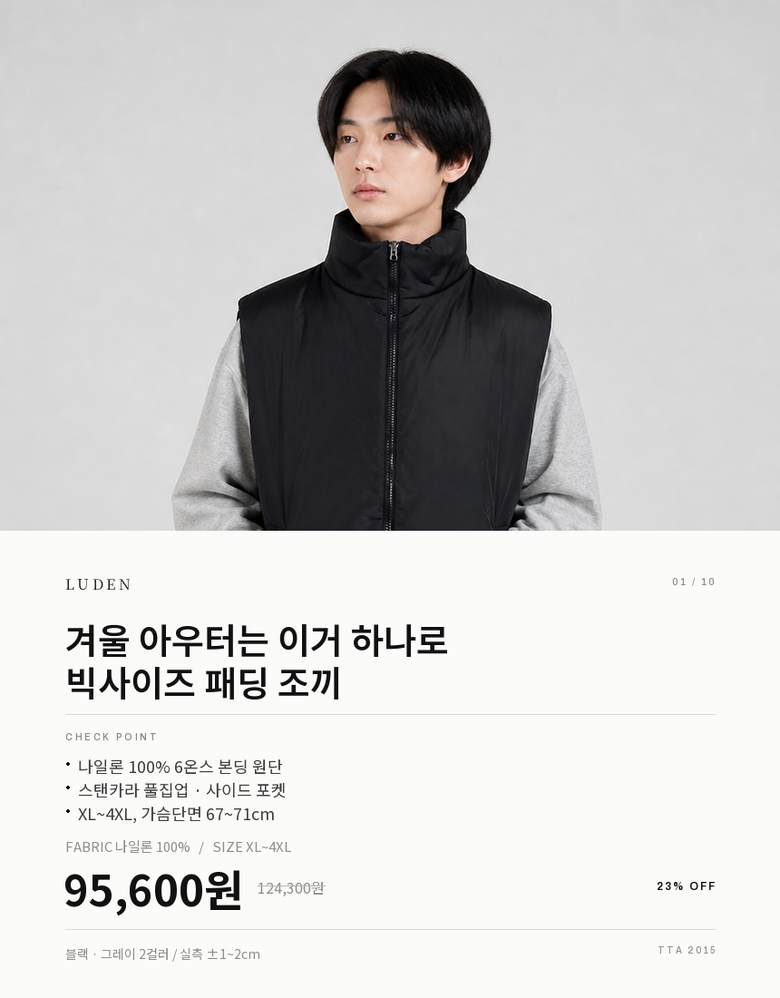 LUDEN
01 / 10
겨울 아우터는 이거 하나로
빅사이즈 패딩 조끼
CHECK POINT
• 나일론 100% 6온스 본딩 원단
• 스탠카라 풀집업 · 사이드 포켓
• XL~4XL, 가슴단면 67~71cm
FABRIC 나일론 100% / SIZE XL~4XL
95,600원 124,300원
23% OFF
블랙 · 그레이 2컬러 / 실측 ±1~2cm
TTA 2015